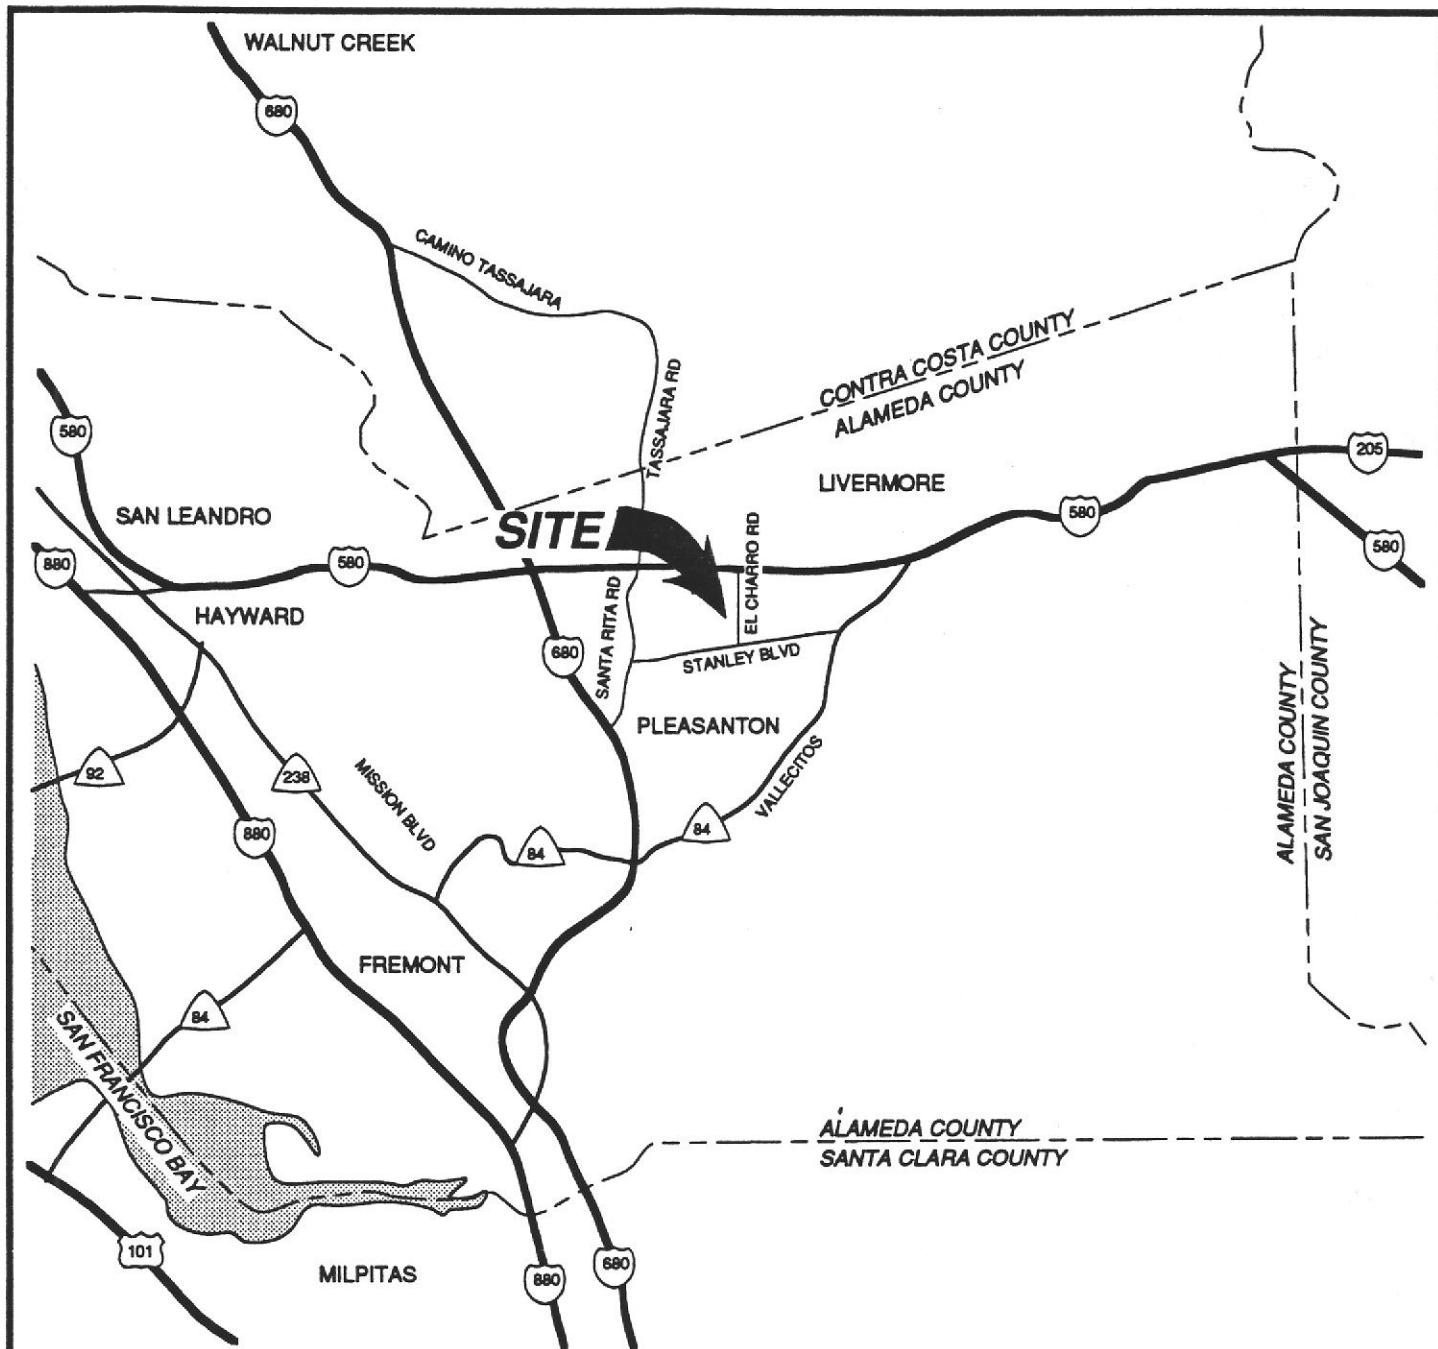 WALNUT CREEK
680
CAMINO TASSAJARA
TASSAJARA RD
CONTRA COSTA COUNTY
ALAMEDA COUNTY
580
205
LIVERMORE
SAN LEANDRO
SITE
580
880
580
EL CHARRO RD
580
HAYWARD
SANTA RITA RD
680
STANLEY BLVD
PLEASANTON
ALAMEDA COUNTY
SAN JOAQUIN COUNTY
92
238
MISSION BLVD
VALLECITOS
880
84
84
FREMONT
84
SAN FRANCISCO BAY
ALAMEDA COUNTY
SANTA CLARA COUNTY
101
MILPITAS
880
680